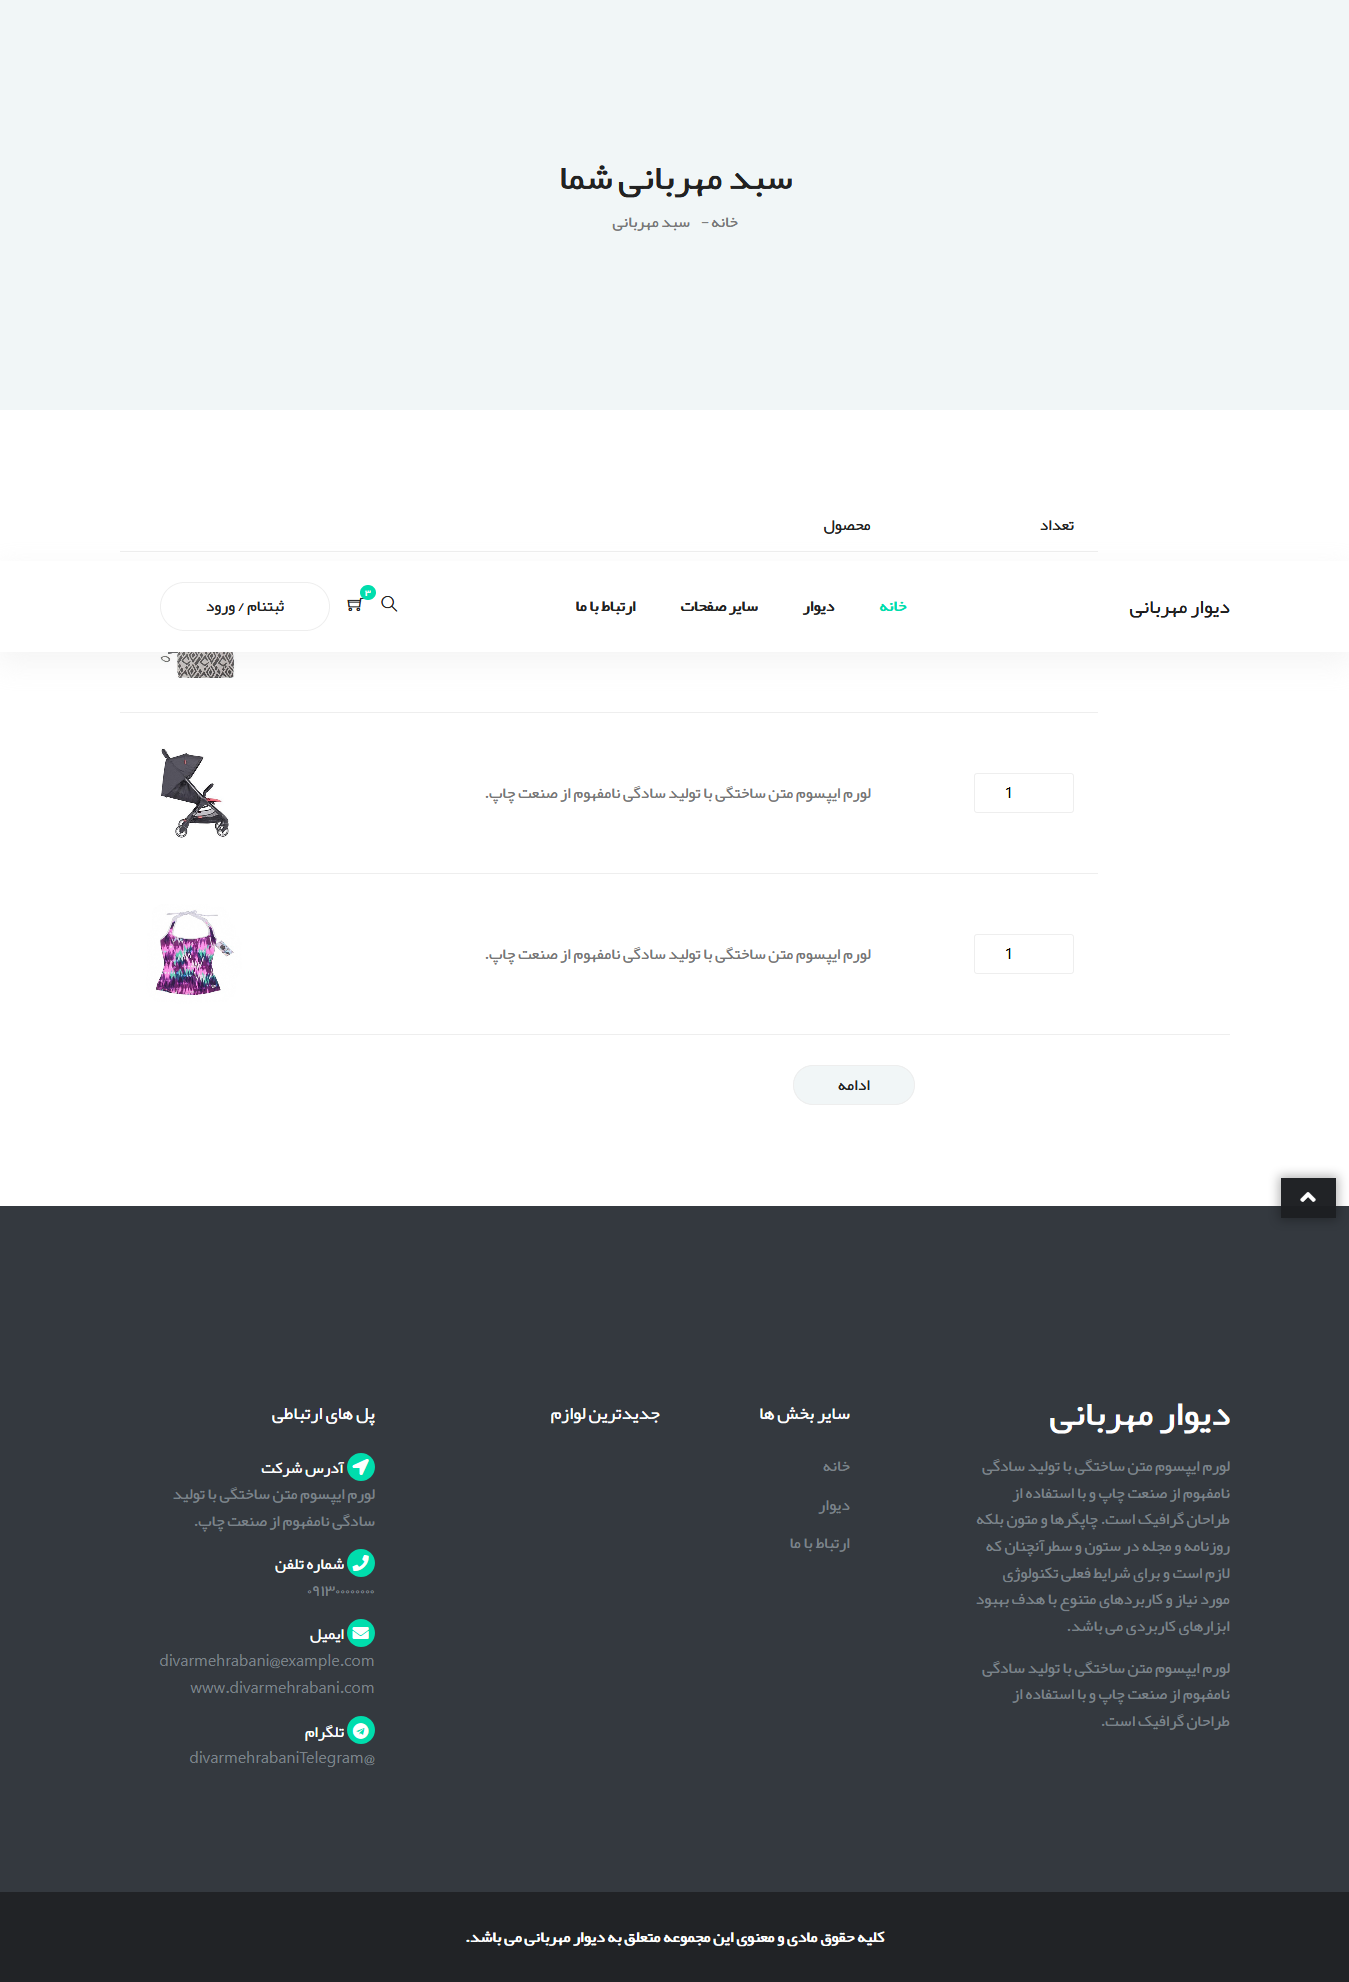 سبد مهربانی شما
خانه - سبد مهربانی
تعداد محصول
دیوار مهربانی خانه دیوار سایر صفحات ارتباط با ما ۳ ثبتنام / ورود
1 لورم ایپسوم متن ساختگی با تولید سادگی نامفهوم از صنعت چاپ.
1 لورم ایپسوم متن ساختگی با تولید سادگی نامفهوم از صنعت چاپ.
ادامه
دیوار مهربانی
لورم ایپسوم متن ساختگی با تولید سادگی
نامفهوم از صنعت چاپ و با استفاده از
طراحان گرافیک است. چاپگرها و متون بلکه
روزنامه و مجله در ستون و سطرآنچنان که
لازم است و برای شرایط فعلی تکنولوژی
مورد نیاز و کاربردهای متنوع با هدف بهبود
ابزارهای کاربردی می باشد.
لورم ایپسوم متن ساختگی با تولید سادگی
نامفهوم از صنعت چاپ و با استفاده از
طراحان گرافیک است.
سایر بخش ها
خانه
دیوار
ارتباط با ما
جدیدترین لوازم
پل های ارتباطی
آدرس شرکت
لورم ایپسوم متن ساختگی با تولید
سادگی نامفهوم از صنعت چاپ.
شماره تلفن
۰۹۱۳۰۰۰۰۰۰۰۰
ایمیل
divarmehrabani@example.com
www.divarmehrabani.com
تلگرام
divarmehrabaniTelegram@
کلیه حقوق مادی و معنوی این مجموعه متعلق به دیوار مهربانی می باشد.